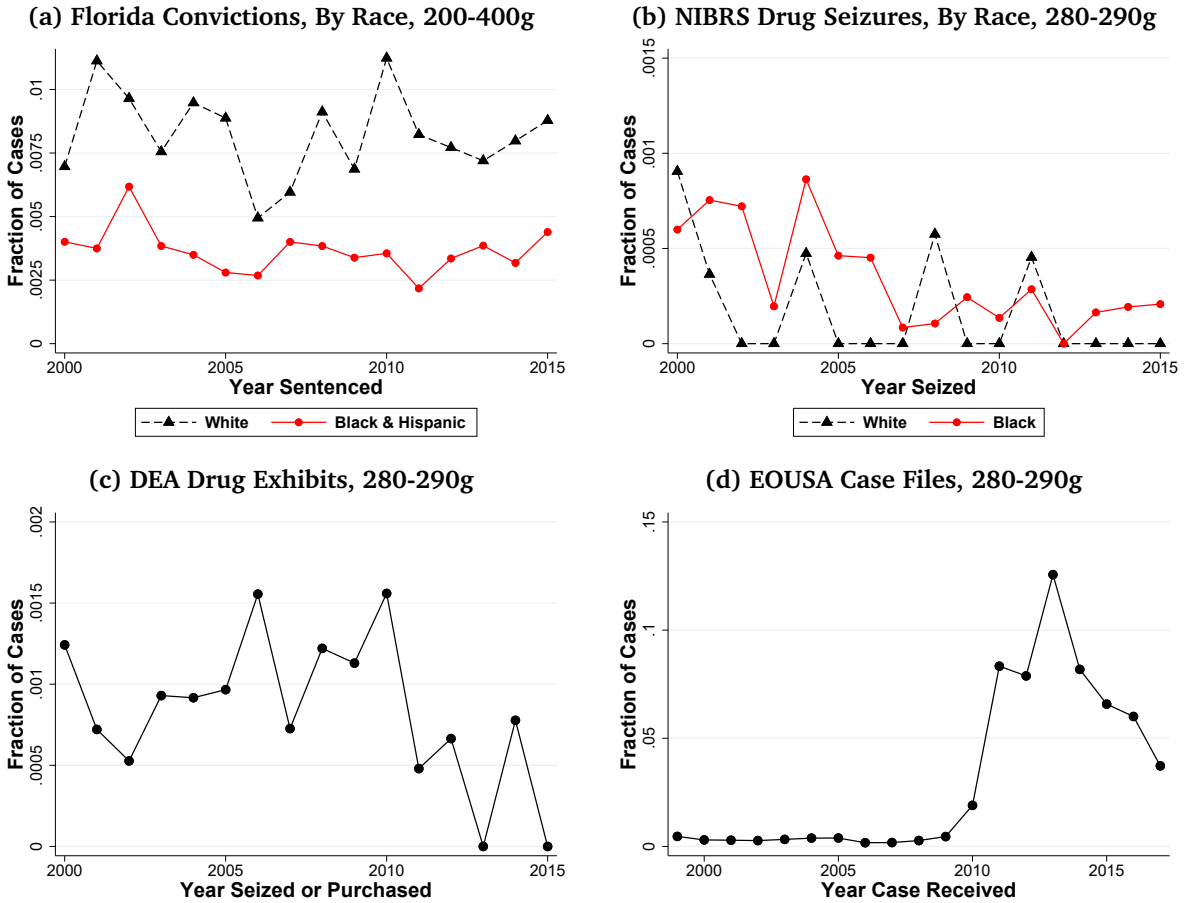 (a) Florida Convictions, By Race, 200-400g
Fraction of Cases
0 .0025 .005 .0075 .01
2000 2005 2010 2015
Year Sentenced
White Black & Hispanic
(b) NIBRS Drug Seizures, By Race, 280-290g
Fraction of Cases
0 .0005 .001 .0015
2000 2005 2010 2015
Year Seized
White Black
(c) DEA Drug Exhibits, 280-290g
Fraction of Cases
0 .0005 .001 .0015 .002
2000 2005 2010 2015
Year Seized or Purchased
(d) EOUSA Case Files, 280-290g
Fraction of Cases
0 .05 .1 .15
2000 2005 2010 2015
Year Case Received